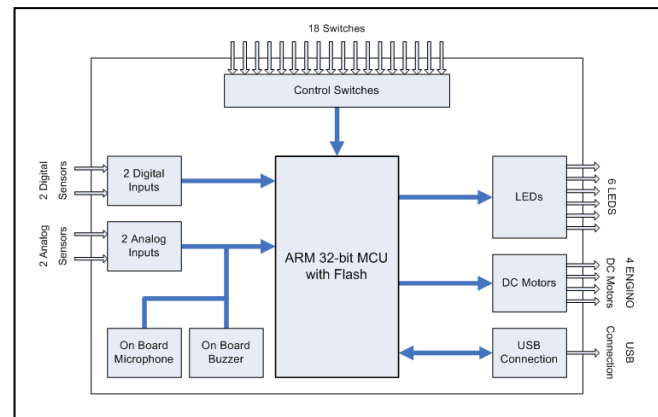 18 Switches
Control Switches
2 Digital
Sensors
2 Digital
Inputs
2 Analog
Sensors
2 Analog
Inputs
ARM 32-bit MCU
with Flash
LEDs
6 LEDS
DC Motors
4 ENGINO
DC Motors
On Board
Microphone
On Board
Buzzer
USB
Connection
USB
Connection